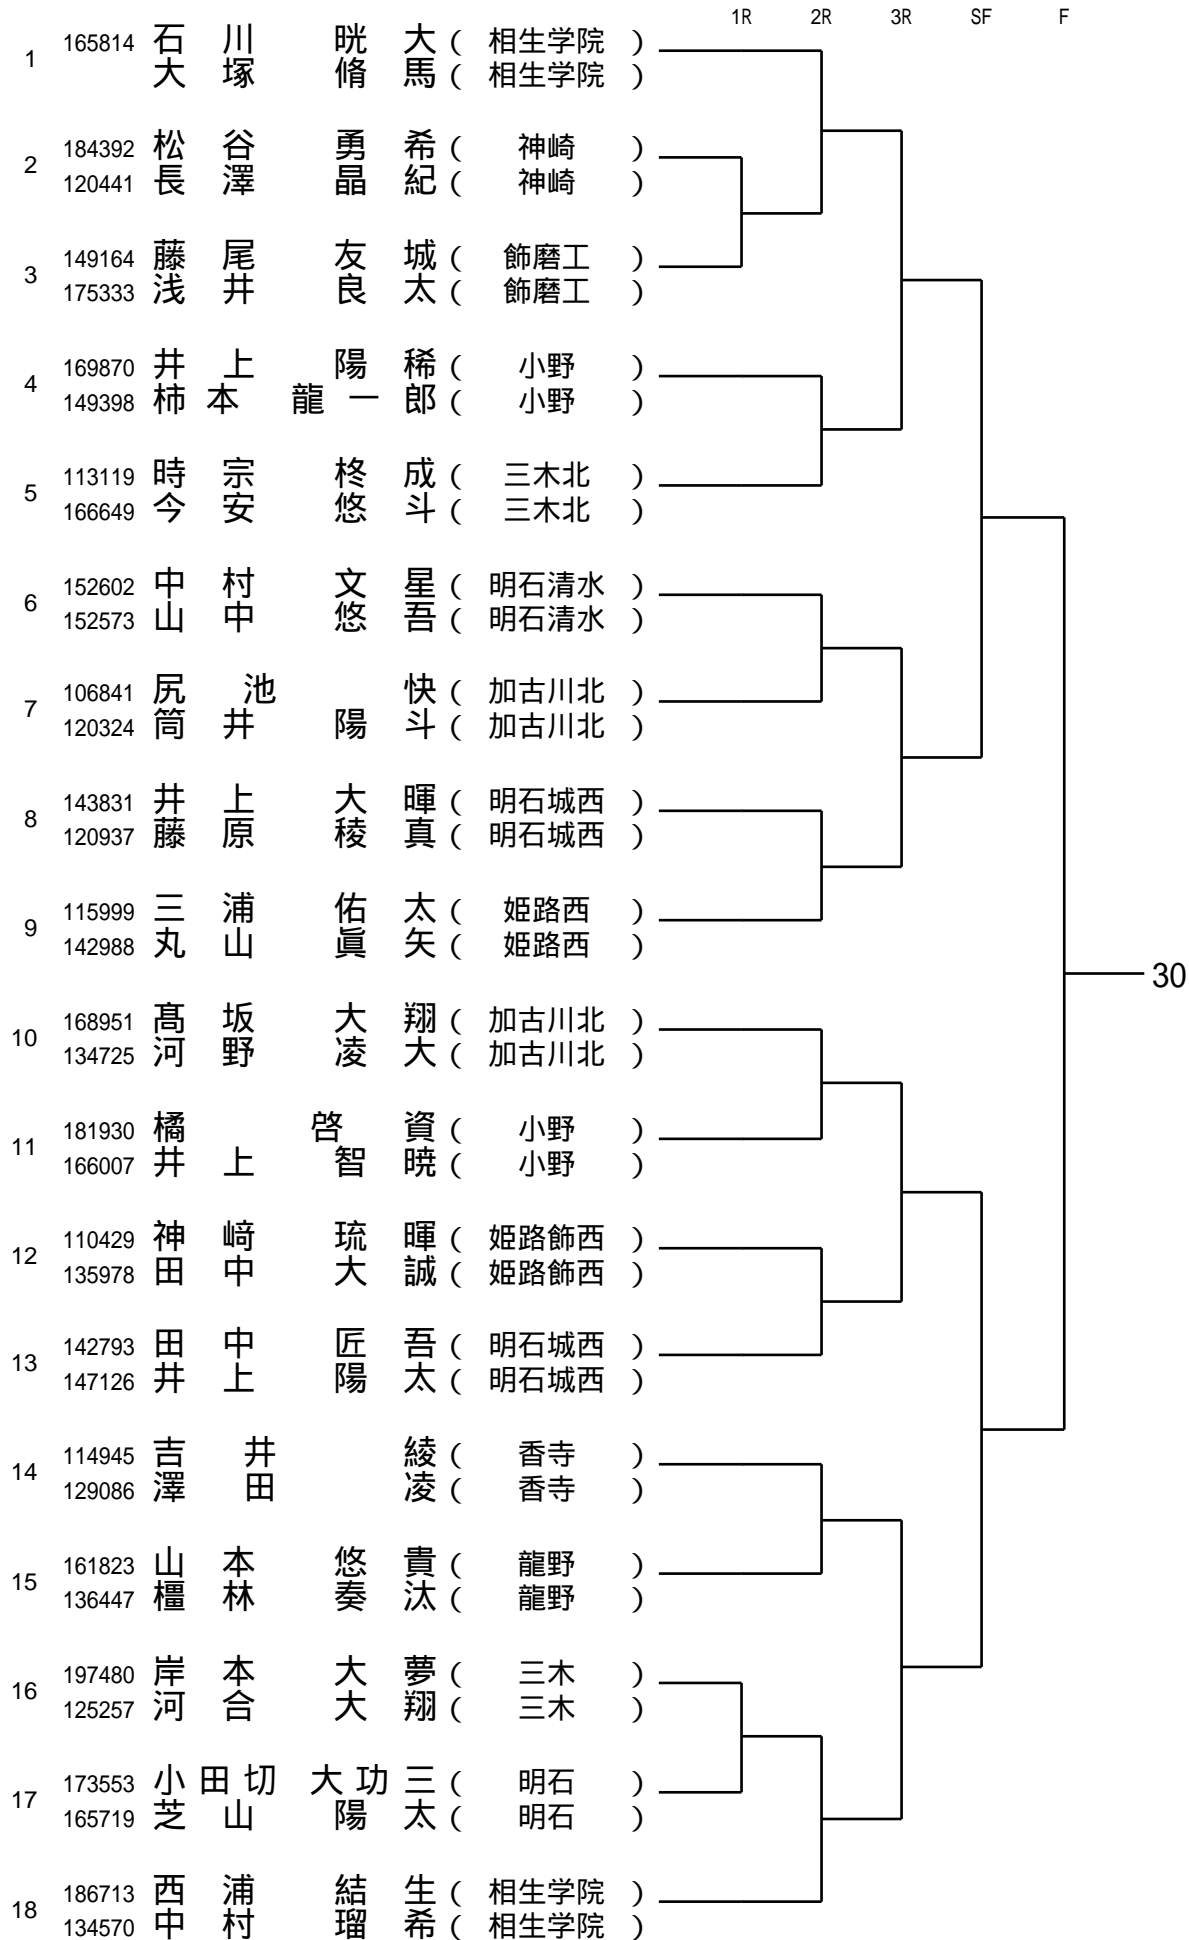 1R 2R 3R SF F
1 165814 石川 晄大 ( 相生学院 )
大塚 脩馬 ( 相生学院 )
2 184392 松谷 勇希 ( 神崎 )
120441 長澤 晶紀 ( 神崎 )
3 149164 藤尾 友城 ( 飾磨工 )
175333 浅井 良太 ( 飾磨工 )
4 169870 井上 陽稀 ( 小野 )
149398 柿本 龍一郎 ( 小野 )
5 113119 時宗 柊成 ( 三木北 )
166649 今安 悠斗 ( 三木北 )
6 152602 中村 文星 ( 明石清水 )
152573 山中 悠吾 ( 明石清水 )
7 106841 尻池 快 ( 加古川北 )
120324 筒井 陽斗 ( 加古川北 )
8 143831 井上 大暉 ( 明石城西 )
120937 藤原 稜真 ( 明石城西 )
9 115999 三浦 佑太 ( 姫路西 )
142988 丸山 眞矢 ( 姫路西 )
30
10 168951 髙坂 大翔 ( 加古川北 )
134725 河野 凌大 ( 加古川北 )
11 181930 橘 啓資 ( 小野 )
166007 井上 智暁 ( 小野 )
12 110429 神﨑 琉暉 ( 姫路飾西 )
135978 田中 大誠 ( 姫路飾西 )
13 142793 田中 匠吾 ( 明石城西 )
147126 井上 陽太 ( 明石城西 )
14 114945 吉井 綾 ( 香寺 )
129086 澤田 凌 ( 香寺 )
15 161823 山本 悠貴 ( 龍野 )
136447 橿林 奏汰 ( 龍野 )
16 197480 岸本 大夢 ( 三木 )
125257 河合 大翔 ( 三木 )
17 173553 小田切 大功三 ( 明石 )
165719 芝山 陽太 ( 明石 )
18 186713 西浦 結生 ( 相生学院 )
134570 中村 瑠希 ( 相生学院 )